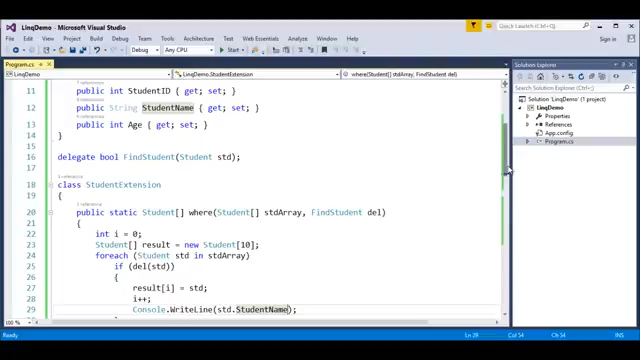 LinqDemo - Microsoft Visual Studio
Quick Launch (Ctrl+Q)
File Edit View Project Build Debug Team Tools Architecture Test Analyze
Window Help
Sign in
Debug Any CPU Start
Program.cs
LinqDemo LinqDemo.StudentExtension where(Student[] stdArray, FindStudent del)
11 public int StudentID { get; set; }
12 public String StudentName { get; set; }
13 public int Age { get; set; }
14 }
15
16 delegate bool FindStudent(Student std);
17
18 class StudentExtension
19 {
20 public static Student[] where(Student[] stdArray, FindStudent del)
21 {
22 int i = 0;
23 Student[] result = new Student[10];
24 foreach (Student std in stdArray)
25 if (del(std))
26 {
27 result[i] = std;
28 i++;
29 Console.WriteLine(std.StudentName);
100 %
Solution Explorer
Search Solution Explorer (Ctrl+;)
Solution 'LinqDemo' (1 project)
LinqDemo
Properties
References
App.config
Program.cs
Ready
Ln 29
Col 54
Ch 54
INS